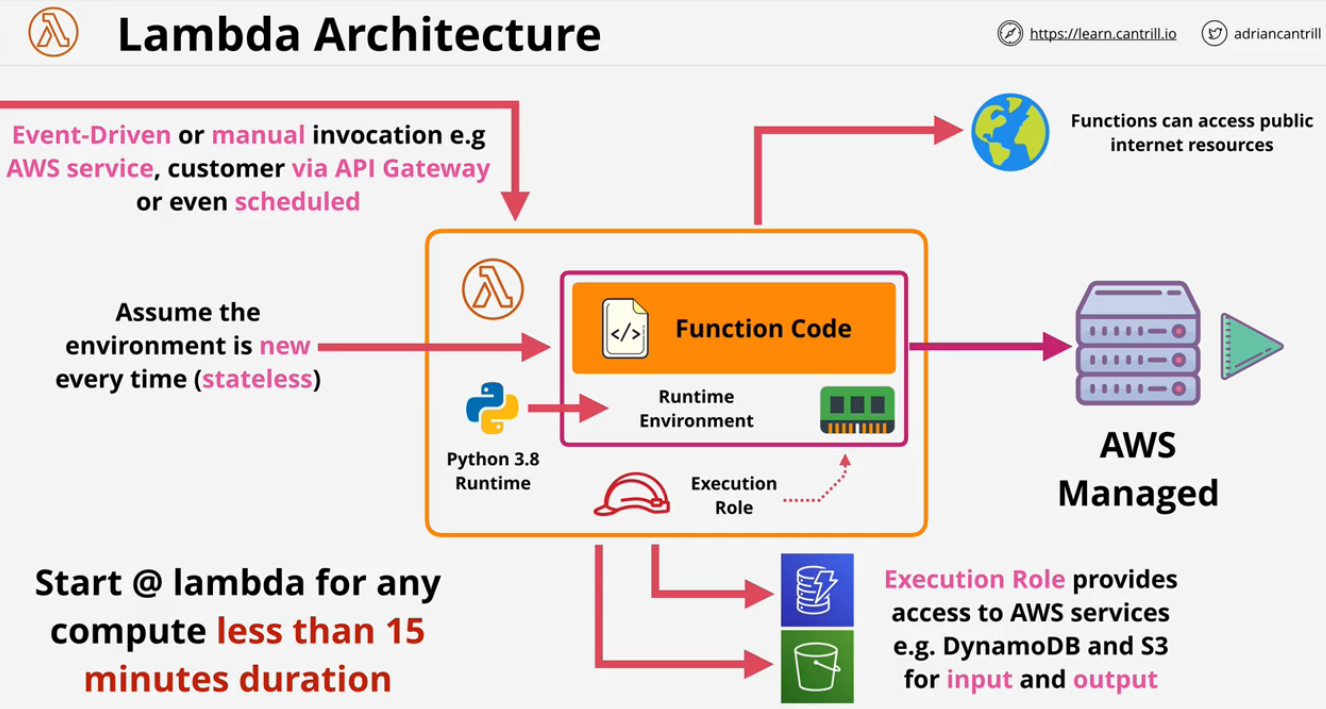 Lambda Architecture
https://learn.cantrill.io
adriancantrill
Event-Driven or manual invocation e.g
AWS service, customer via API Gateway
or even scheduled
Functions can access public
internet resources
Assume the
environment is new
every time (stateless)
</>
Function Code
Runtime
Environment
Python 3.8
Runtime
Execution
Role
AWS
Managed
Start @ lambda for any
compute less than 15
minutes duration
Execution Role provides
access to AWS services
e.g. DynamoDB and S3
for input and output